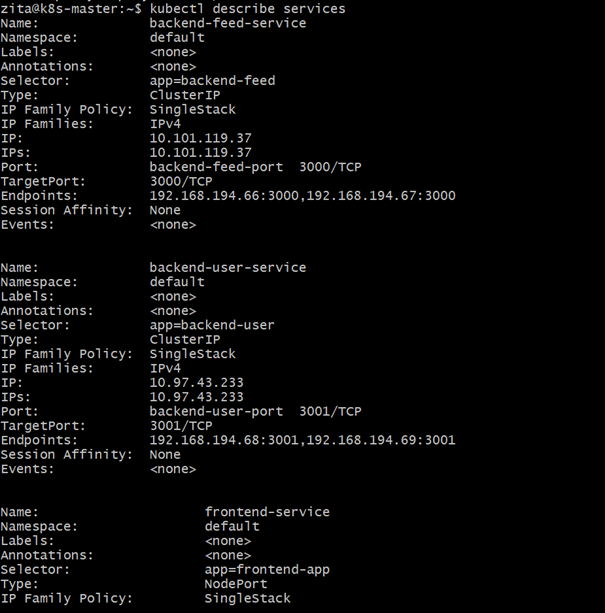 zita@k8s-master:~$ kubectl describe services
Name: backend-feed-service
Namespace: default
Labels: <none>
Annotations: <none>
Selector: app=backend-feed
Type: ClusterIP
IP Family Policy: SingleStack
IP Families: IPv4
IP: 10.101.119.37
IPs: 10.101.119.37
Port: backend-feed-port 3000/TCP
TargetPort: 3000/TCP
Endpoints: 192.168.194.66:3000,192.168.194.67:3000
Session Affinity: None
Events: <none>
Name: backend-user-service
Namespace: default
Labels: <none>
Annotations: <none>
Selector: app=backend-user
Type: ClusterIP
IP Family Policy: SingleStack
IP Families: IPv4
IP: 10.97.43.233
IPs: 10.97.43.233
Port: backend-user-port 3001/TCP
TargetPort: 3001/TCP
Endpoints: 192.168.194.68:3001,192.168.194.69:3001
Session Affinity: None
Events: <none>
Name: frontend-service
Namespace: default
Labels: <none>
Annotations: <none>
Selector: app=frontend-app
Type: NodePort
IP Family Policy: SingleStack